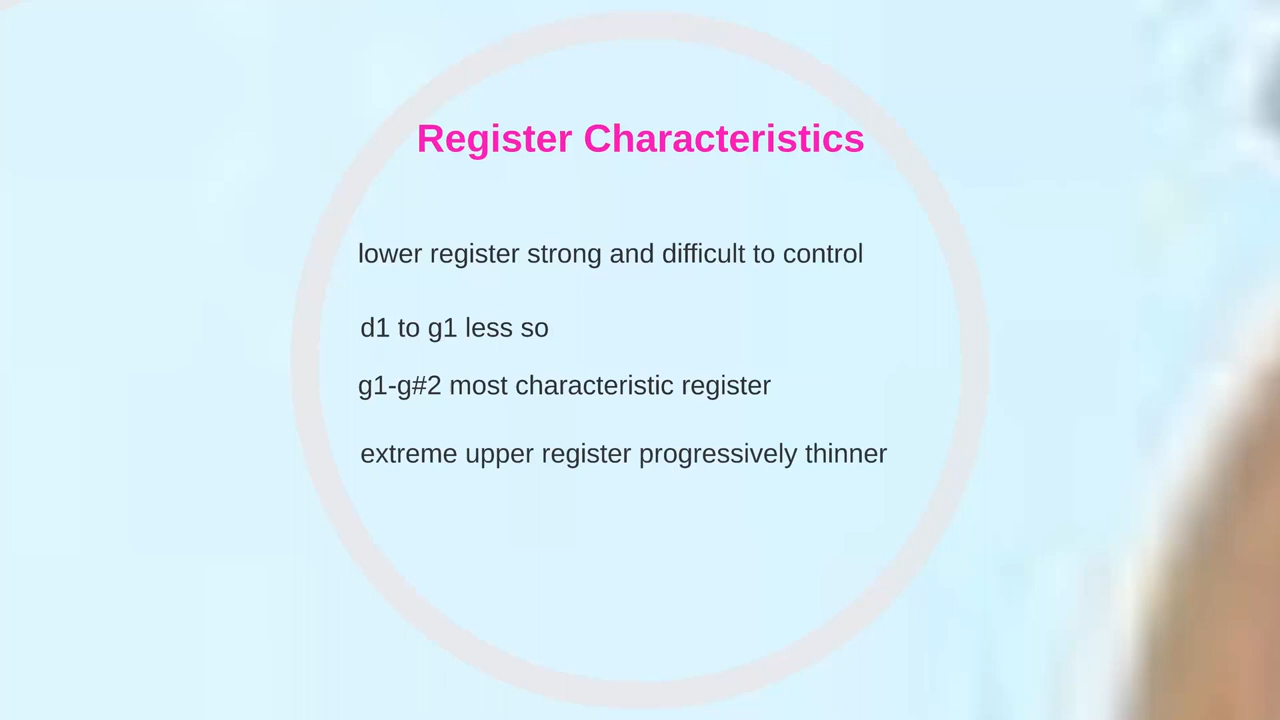 Register Characteristics
lower register strong and difficult to control
d1 to g1 less so
g1-g#2 most characteristic register
extreme upper register progressively thinner